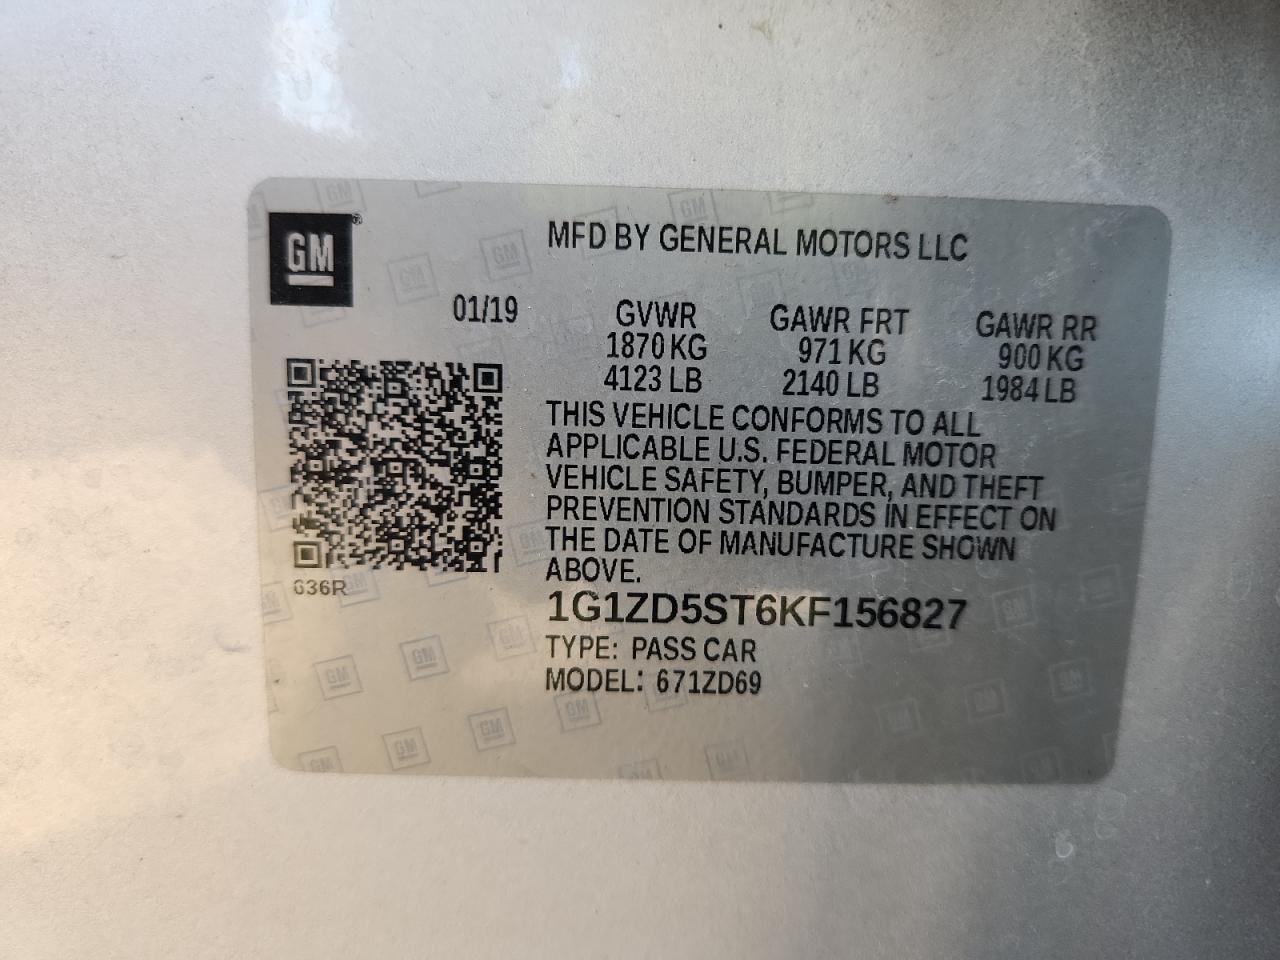 GM®
MFD BY GENERAL MOTORS LLC
01/19 GVWR GAWR FRT GAWR RR
1870 KG 971 KG 900 KG
4123 LB 2140 LB 1984 LB
THIS VEHICLE CONFORMS TO ALL
APPLICABLE U.S. FEDERAL MOTOR
VEHICLE SAFETY, BUMPER, AND THEFT
PREVENTION STANDARDS IN EFFECT ON
THE DATE OF MANUFACTURE SHOWN
ABOVE.
636R
1G1ZD5ST6KF156827
TYPE: PASS CAR
MODEL: 671ZD69